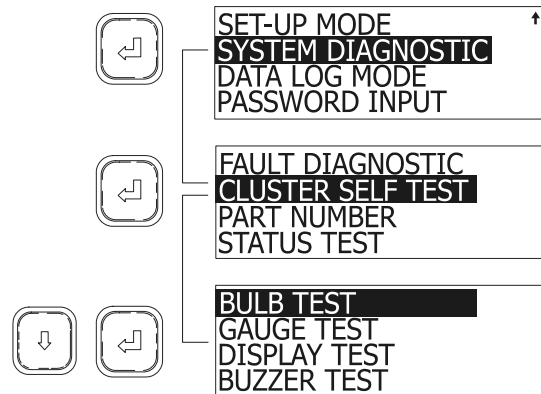 SET-UP MODE
SYSTEM DIAGNOSTIC
DATA LOG MODE
PASSWORD INPUT
FAULT DIAGNOSTIC
CLUSTER SELF TEST
PART NUMBER
STATUS TEST
BULB TEST
GAUGE TEST
DISPLAY TEST
BUZZER TEST